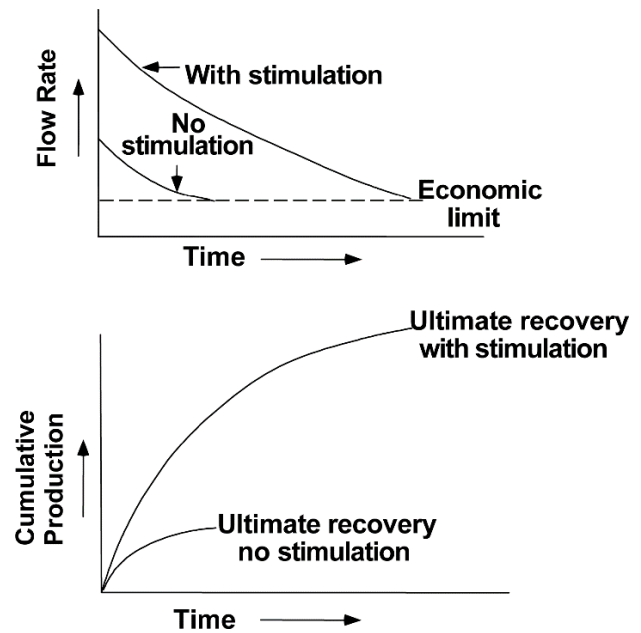 With stimulation
Flow Rate
No
stimulation
Economic
limit
Time
Ultimate recovery
with stimulation
Cumulative
Production
Ultimate recovery
no stimulation
Time